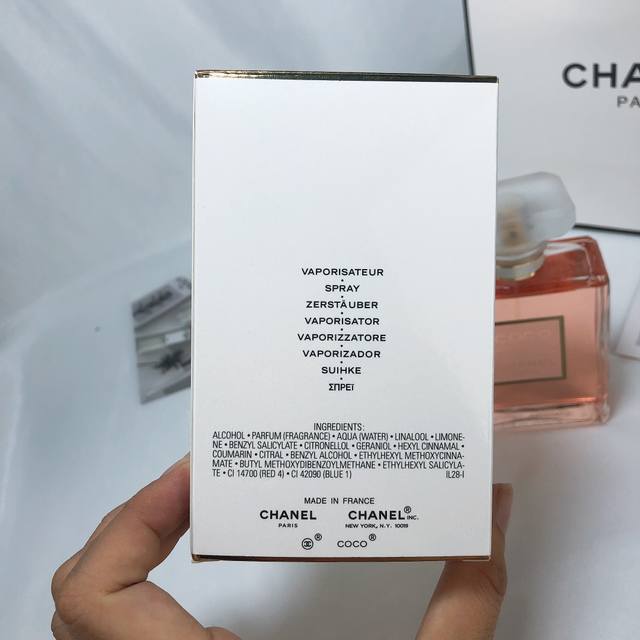 CHA
PA
VAPORISATEUR
SPRAY
ZERSTÄUBER
VAPORISATOR
VAPORIZZATORE
VAPORIZADOR
SUIHKE
ΣΠΡΕΪ
INGREDIENTS:
ALCOHOL • PARFUM (FRAGRANCE) • AQUA (WATER) • LINALOOL • LIMONE-
NE • BENZYL SALICYLATE • CITRONELLOL • GERANIOL • HEXYL CINNAMAL •
COUMARIN • CITRAL • BENZYL ALCOHOL • ETHYLHEXYL METHOXYCINNA-
MATE • BUTYL METHOXYDIBENZOYLMETHANE • ETHYLHEXYL SALICYLA-
TE • CI 14700 (RED 4) • CI 42090 (BLUE 1) IL28-I
MADE IN FRANCE
CHANEL CHANEL® INC.
PARIS NEW YORK, N.Y. 10019
® COCO®